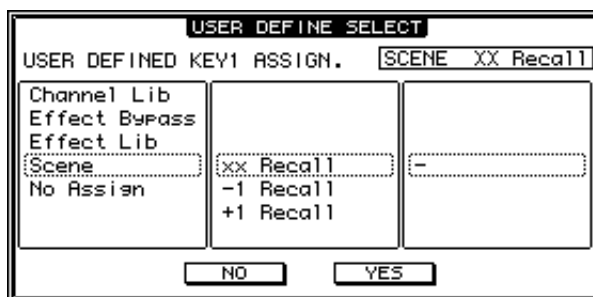 USER DEFINE SELECT
USER DEFINED KEY1 ASSIGN.
SCENE XX Recall
Channel Lib
Effect Bypass
Effect Lib
Scene
No Assign
xx Recall
-1 Recall
+1 Recall
-
NO
YES